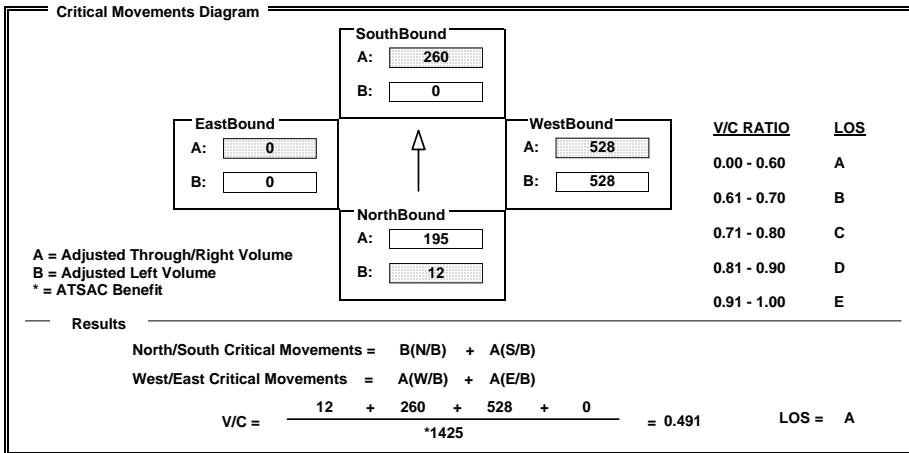 Critical Movements Diagram
SouthBound
A: 260
B: 0
EastBound
A: 0
B: 0
WestBound
A: 528
B: 528
NorthBound
A: 195
B: 12
V/C RATIO LOS
0.00 - 0.60 A
0.61 - 0.70 B
0.71 - 0.80 C
0.81 - 0.90 D
0.91 - 1.00 E
A = Adjusted Through/Right Volume
B = Adjusted Left Volume
* = ATSAC Benefit
Results
North/South Critical Movements = B(N/B) + A(S/B)
West/East Critical Movements = A(W/B) + A(E/B)
12 + 260 + 528 + 0
V/C = = 0.491 LOS = A
*1425